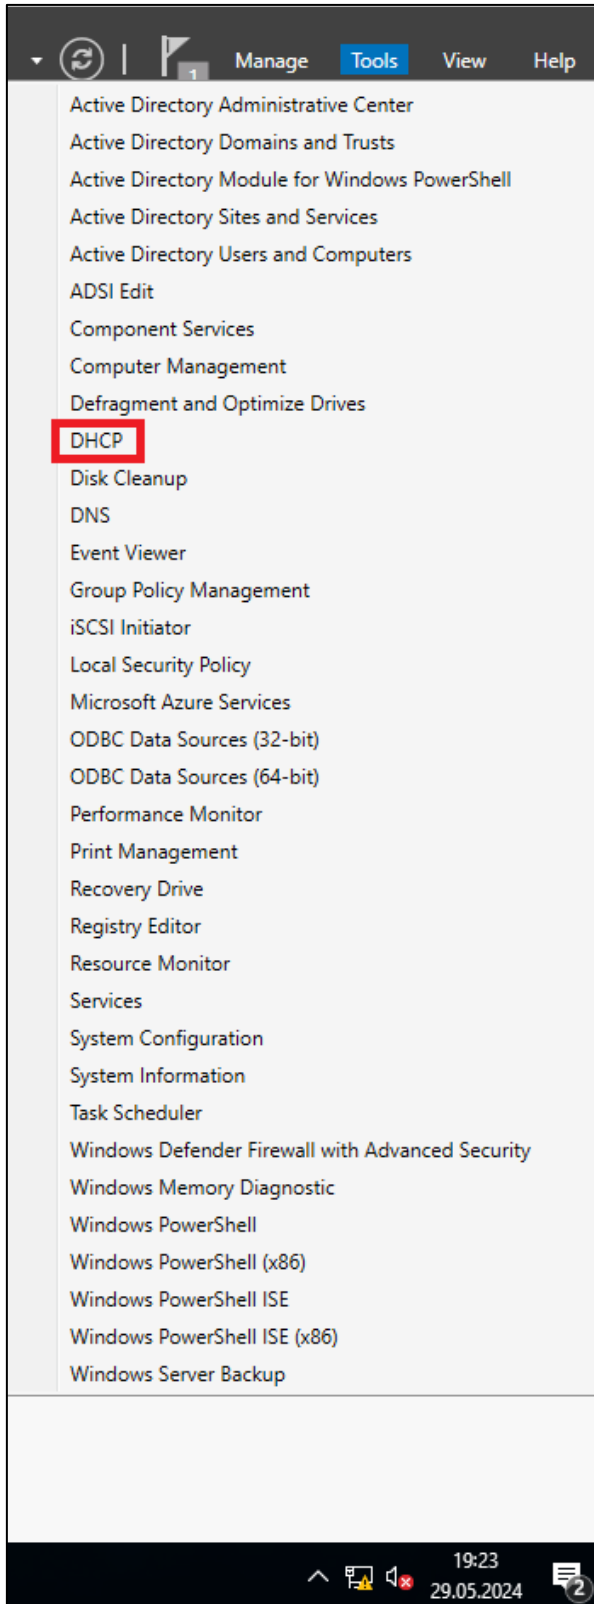 1 Manage Tools View Help
Active Directory Administrative Center
Active Directory Domains and Trusts
Active Directory Module for Windows PowerShell
Active Directory Sites and Services
Active Directory Users and Computers
ADSI Edit
Component Services
Computer Management
Defragment and Optimize Drives
DHCP
Disk Cleanup
DNS
Event Viewer
Group Policy Management
iSCSI Initiator
Local Security Policy
Microsoft Azure Services
ODBC Data Sources (32-bit)
ODBC Data Sources (64-bit)
Performance Monitor
Print Management
Recovery Drive
Registry Editor
Resource Monitor
Services
System Configuration
System Information
Task Scheduler
Windows Defender Firewall with Advanced Security
Windows Memory Diagnostic
Windows PowerShell
Windows PowerShell (x86)
Windows PowerShell ISE
Windows PowerShell ISE (x86)
Windows Server Backup
19:23
29.05.2024
2